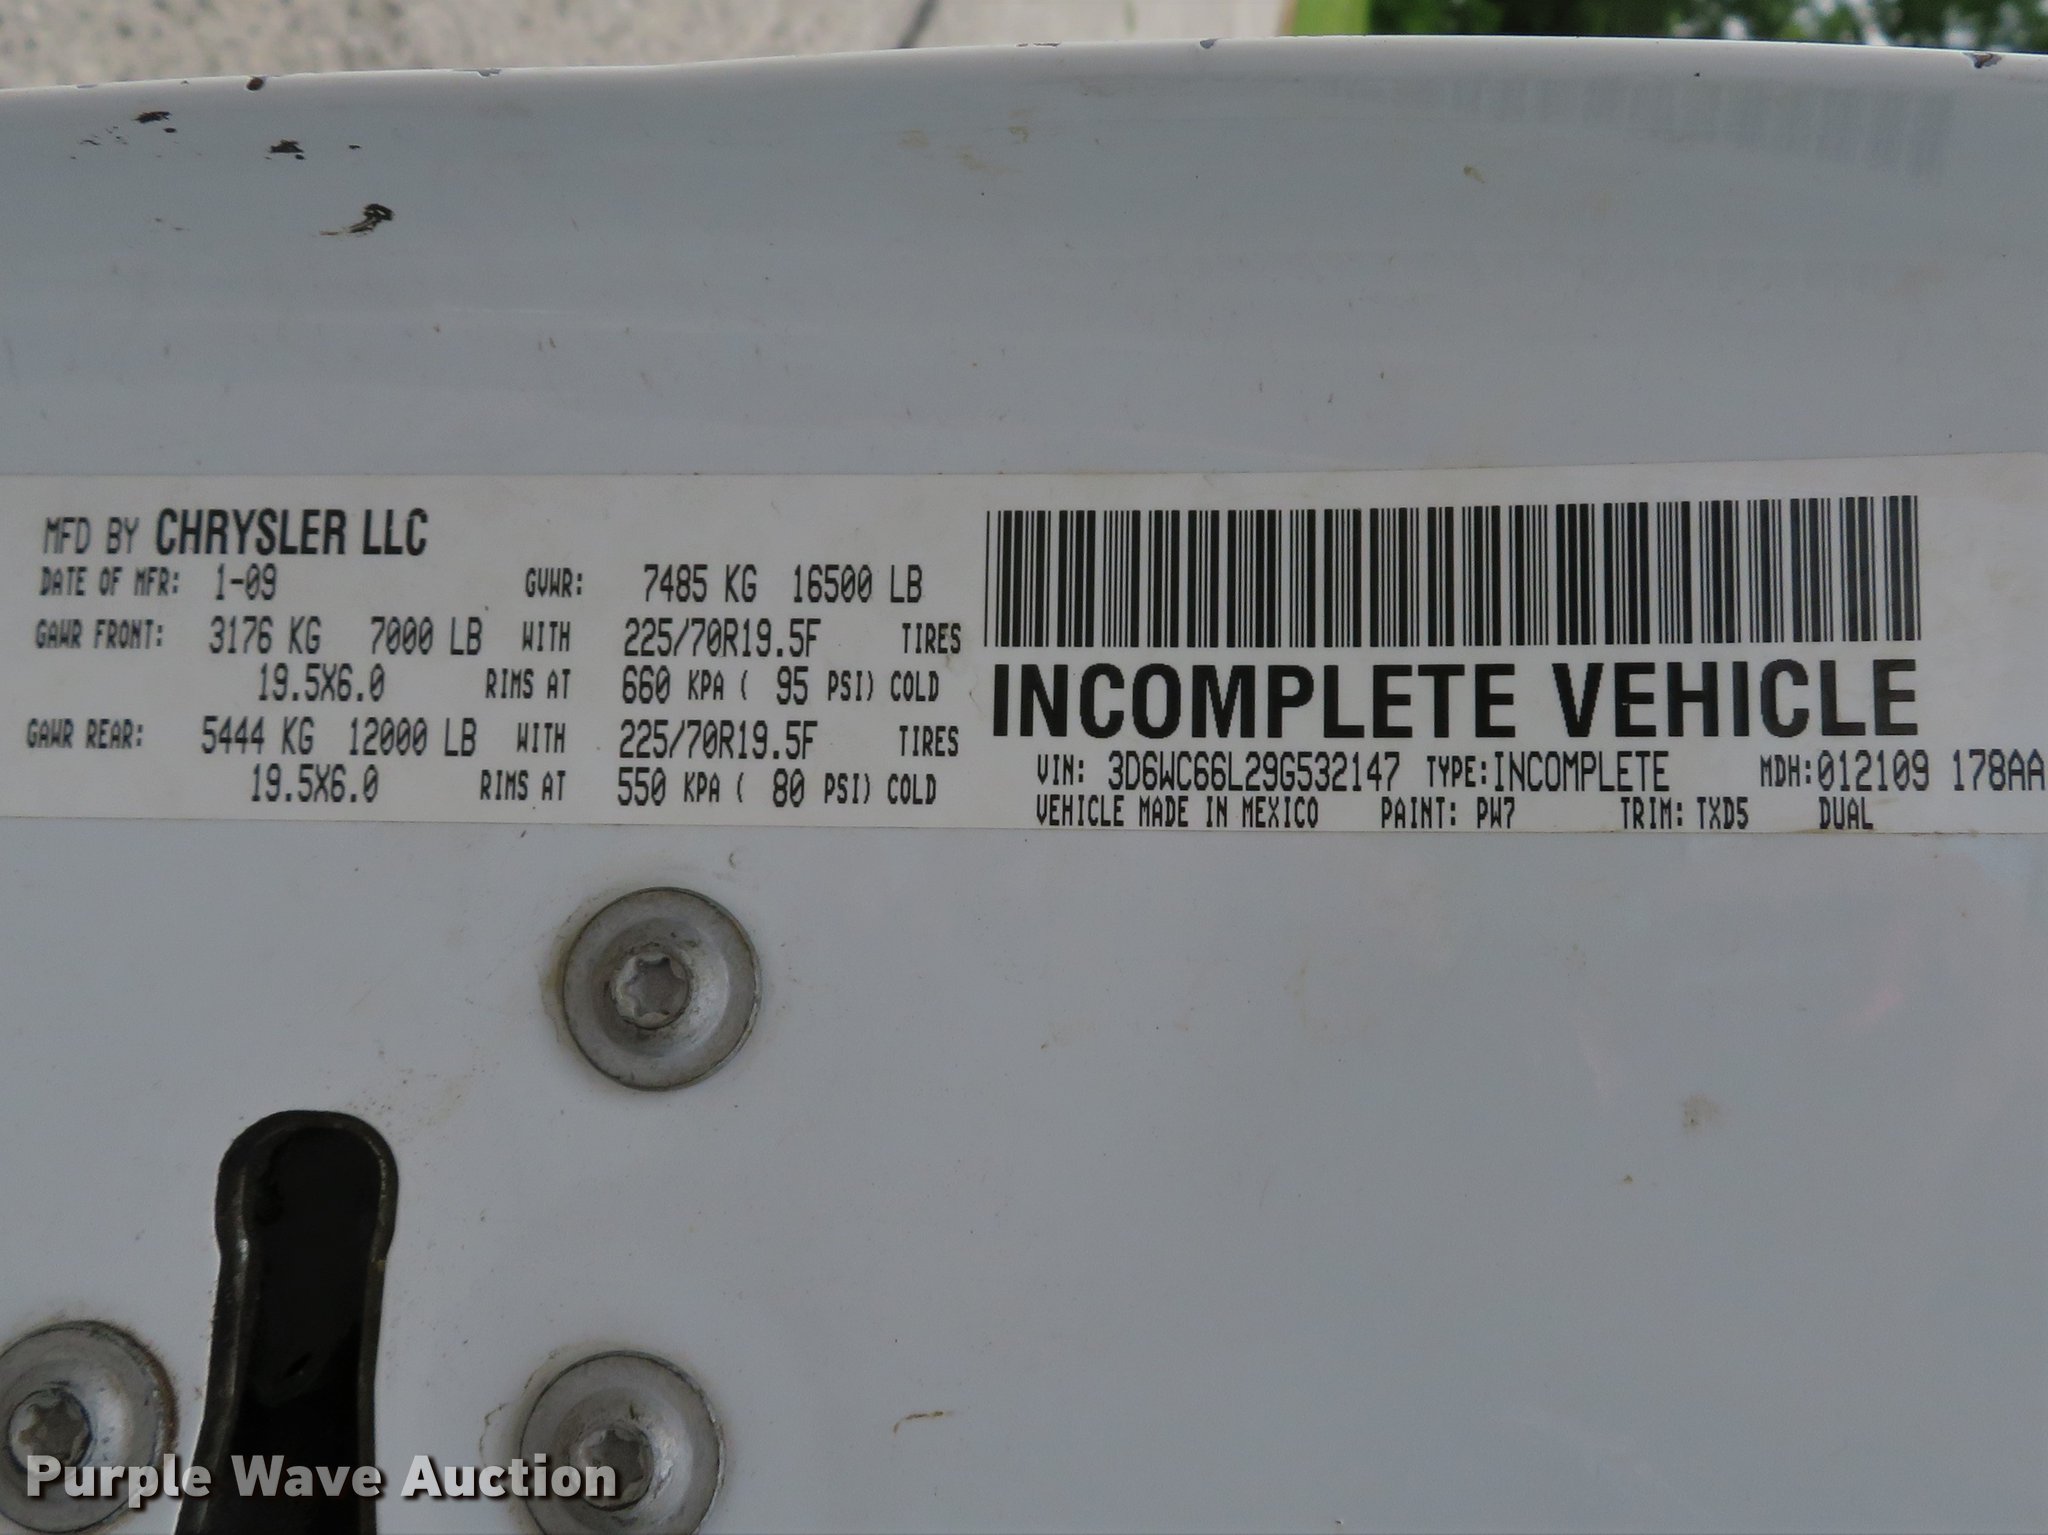 MFD BY CHRYSLER LLC
DATE OF MFR: 1-09 GVWR: 7485 KG 16500 LB
GAWR FRONT: 3176 KG 7000 LB WITH 225/70R19.5F TIRES
19.5X6.0 RIMS AT 660 KPA ( 95 PSI) COLD
GAWR REAR: 5444 KG 12000 LB WITH 225/70R19.5F TIRES
19.5X6.0 RIMS AT 550 KPA ( 80 PSI) COLD
INCOMPLETE VEHICLE
VIN: 3D6WC66L29G532147 TYPE:INCOMPLETE MDH:012109 178AA
VEHICLE MADE IN MEXICO PAINT: PW7 TRIM: TXD5 DUAL
Purple Wave Auction